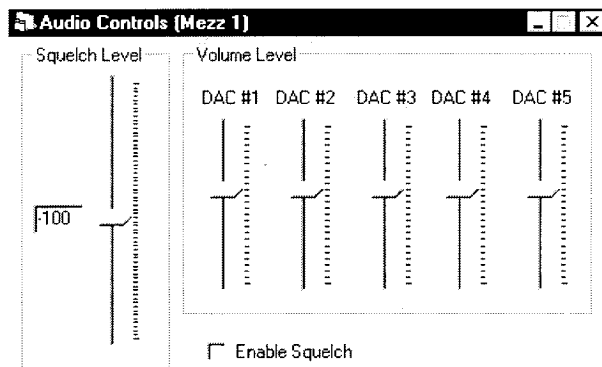 Audio Controls (Mezz 1)
Squelch Level
Volume Level
DAC #1 DAC #2 DAC #3 DAC #4 DAC #5
-100
Enable Squelch